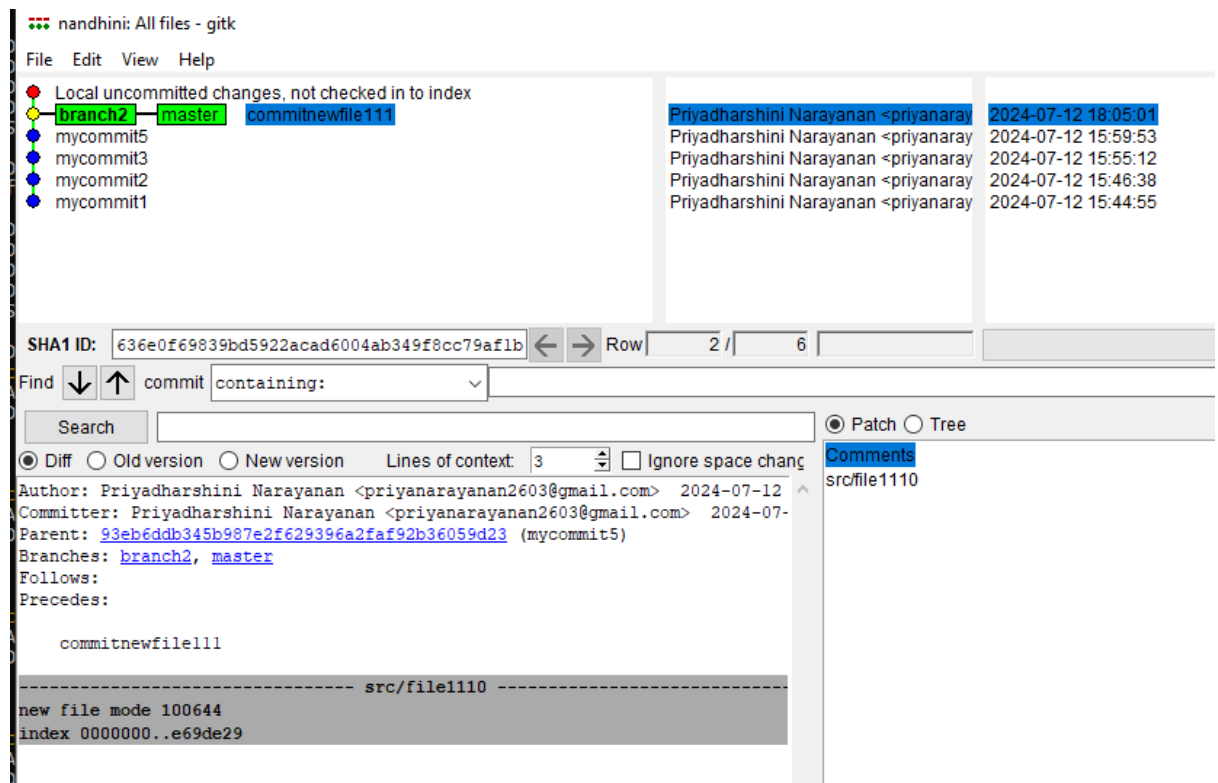 nandhini: All files - gitk
File Edit View Help
Local uncommitted changes, not checked in to index
branch2 master commitnewfile111 Priyadharshini Narayanan <priyanaray 2024-07-12 18:05:01
mycommit5 Priyadharshini Narayanan <priyanaray 2024-07-12 15:59:53
mycommit3 Priyadharshini Narayanan <priyanaray 2024-07-12 15:55:12
mycommit2 Priyadharshini Narayanan <priyanaray 2024-07-12 15:46:38
mycommit1 Priyadharshini Narayanan <priyanaray 2024-07-12 15:44:55
SHA1 ID: 636e0f69839bd5922acad6004ab349f8cc79af1b Row 2 / 6
Find commit containing:
Search Patch Tree
Diff Old version New version Lines of context: 3 Ignore space chang
Comments
src/file1110
Author: Priyadharshini Narayanan <priyanarayanan2603@gmail.com> 2024-07-12
Committer: Priyadharshini Narayanan <priyanarayanan2603@gmail.com> 2024-07-
Parent: 93eb6ddb345b987e2f629396a2faf92b36059d23 (mycommit5)
Branches: branch2, master
Follows:
Precedes:
commitnewfile111
--------------------------------- src/file1110 -----------------------------
new file mode 100644
index 0000000..e69de29